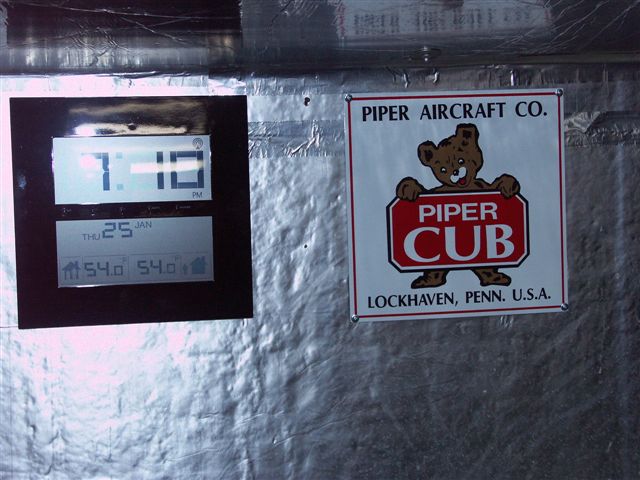 7:10
PM
THU 25 JAN
54.0°F 54.0°F
PIPER AIRCRAFT CO.
PIPER
CUB
LOCKHAVEN, PENN. U.S.A.